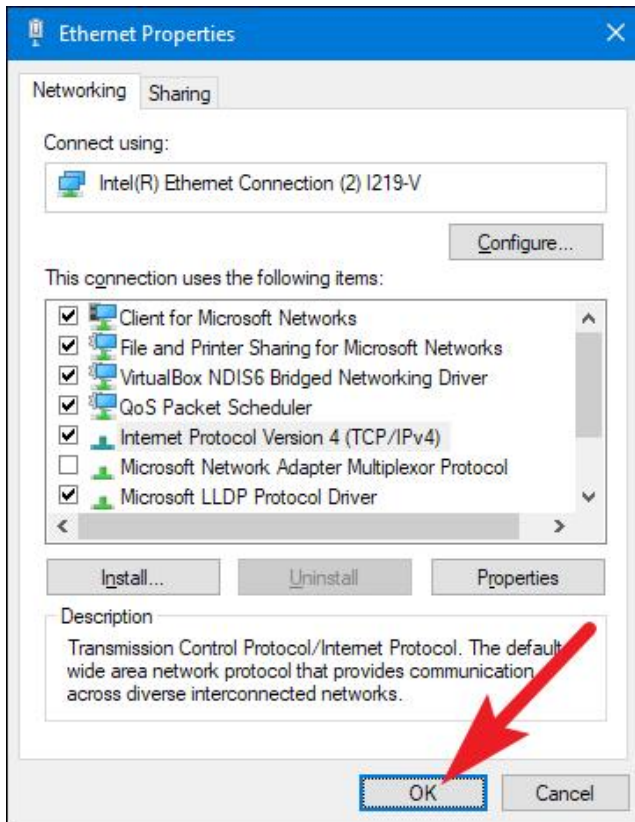 Ethernet Properties
Networking
Sharing
Connect using:
Intel(R) Ethernet Connection (2) I219-V
Configure...
This connection uses the following items:
Client for Microsoft Networks
File and Printer Sharing for Microsoft Networks
VirtualBox NDIS6 Bridged Networking Driver
QoS Packet Scheduler
Internet Protocol Version 4 (TCP/IPv4)
Microsoft Network Adapter Multiplexor Protocol
Microsoft LLDP Protocol Driver
Install...
Uninstall
Properties
Description
Transmission Control Protocol/Internet Protocol. The default
wide area network protocol that provides communication
across diverse interconnected networks.
OK
Cancel